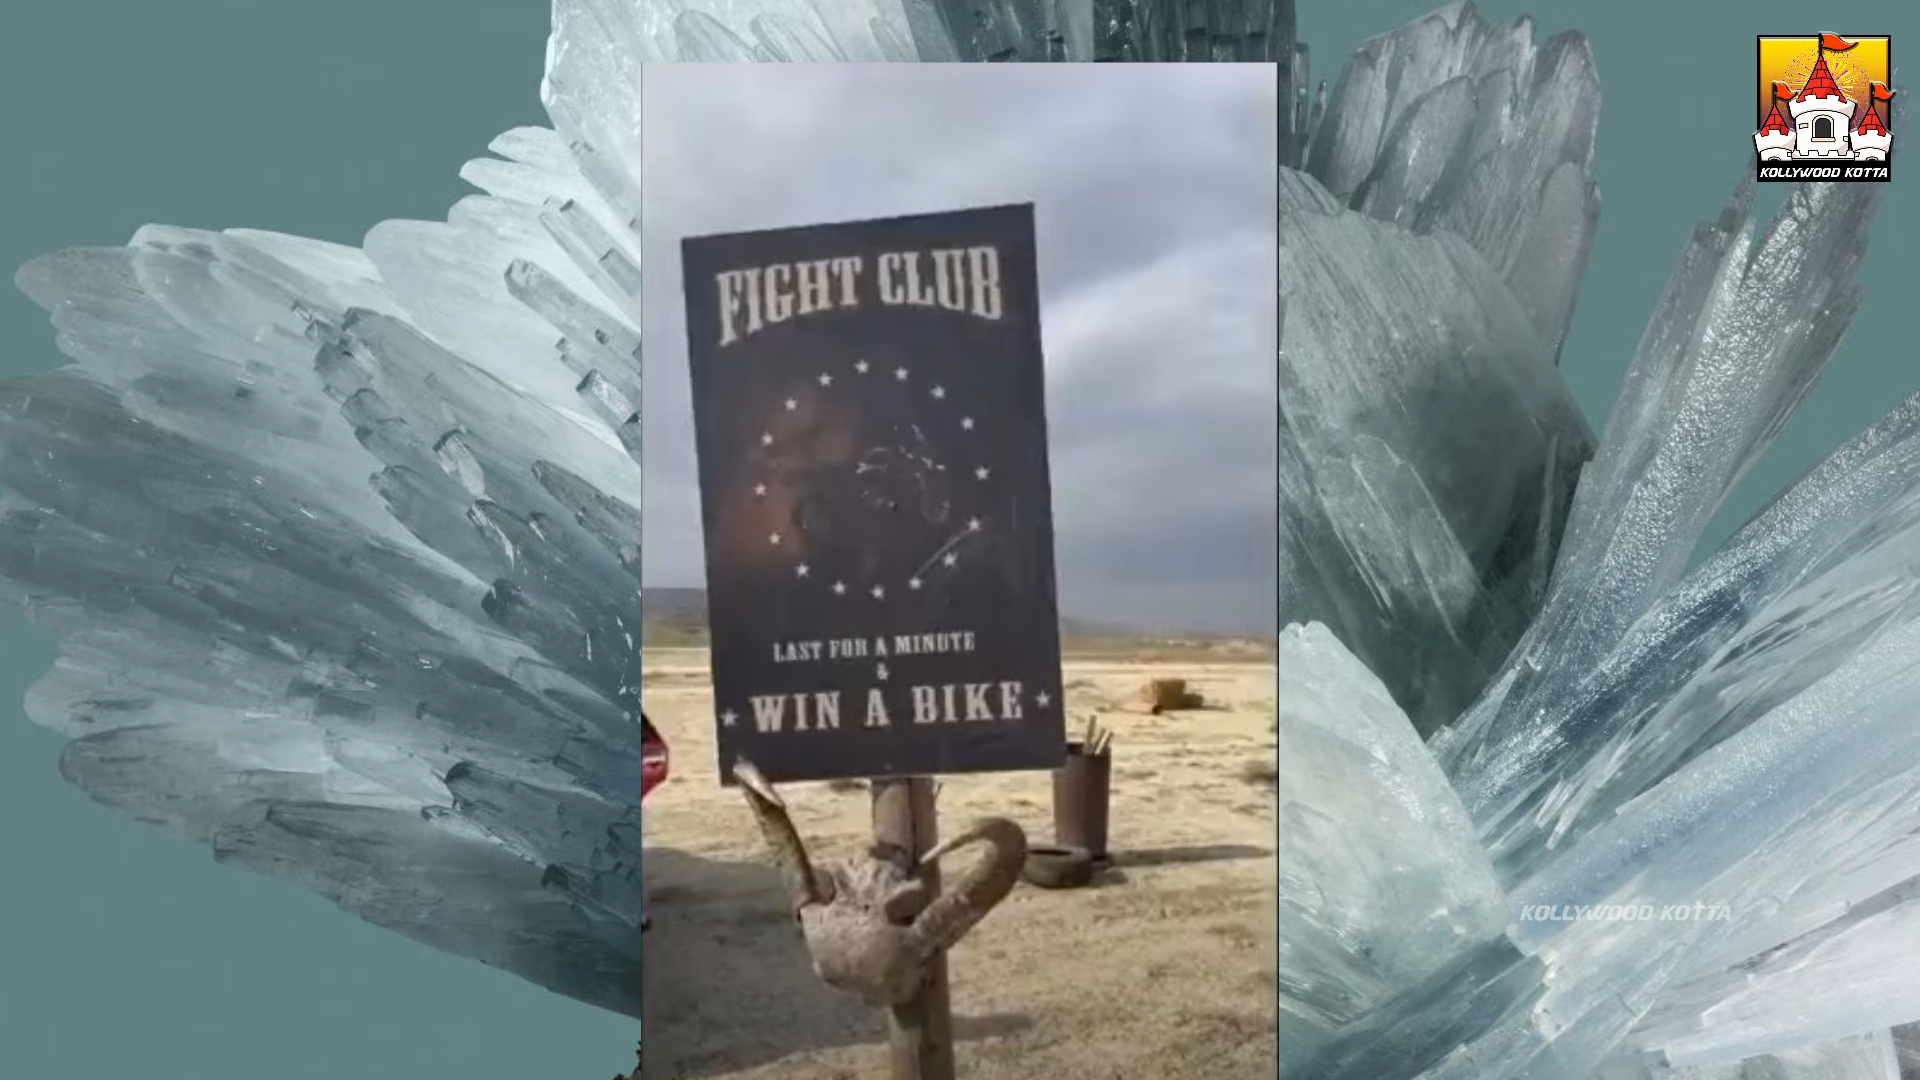 KOLLYWOOD KOTTA
FIGHT CLUB
LAST FOR A MINUTE
&
WIN A BIKE
KOLLYWOOD KOTTA